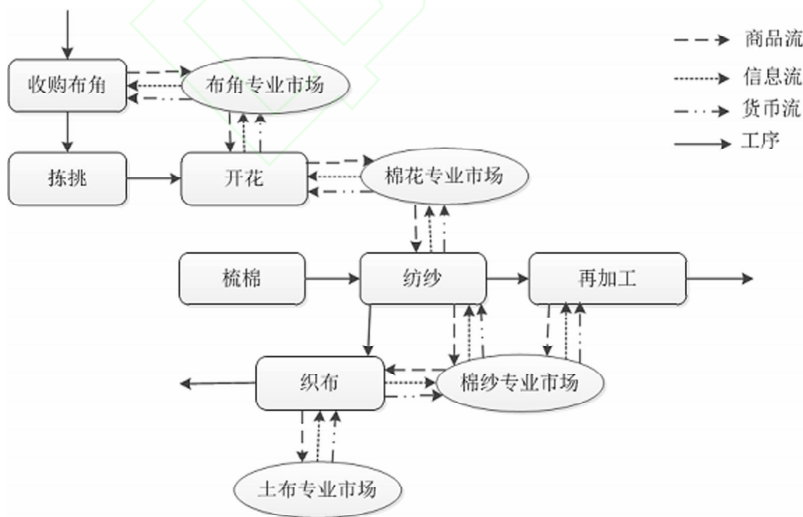 商品流
收购布角
布角专业市场
信息流
货币流
工序
拣挑
开花
棉花专业市场
梳棉
纺纱
再加工
织布
棉纱专业市场
土布专业市场